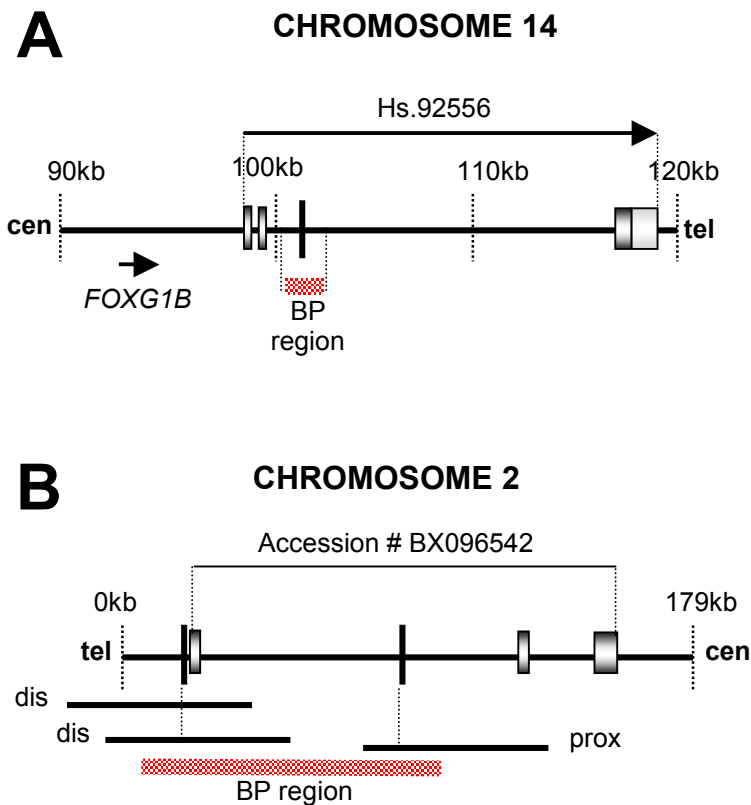 A
CHROMOSOME 14
Hs.92556
90kb
100kb
110kb
120kb
cen
tel
FOXG1B
BP
region
B
CHROMOSOME 2
Accession # BX096542
0kb
179kb
tel
cen
dis
dis
prox
BP region